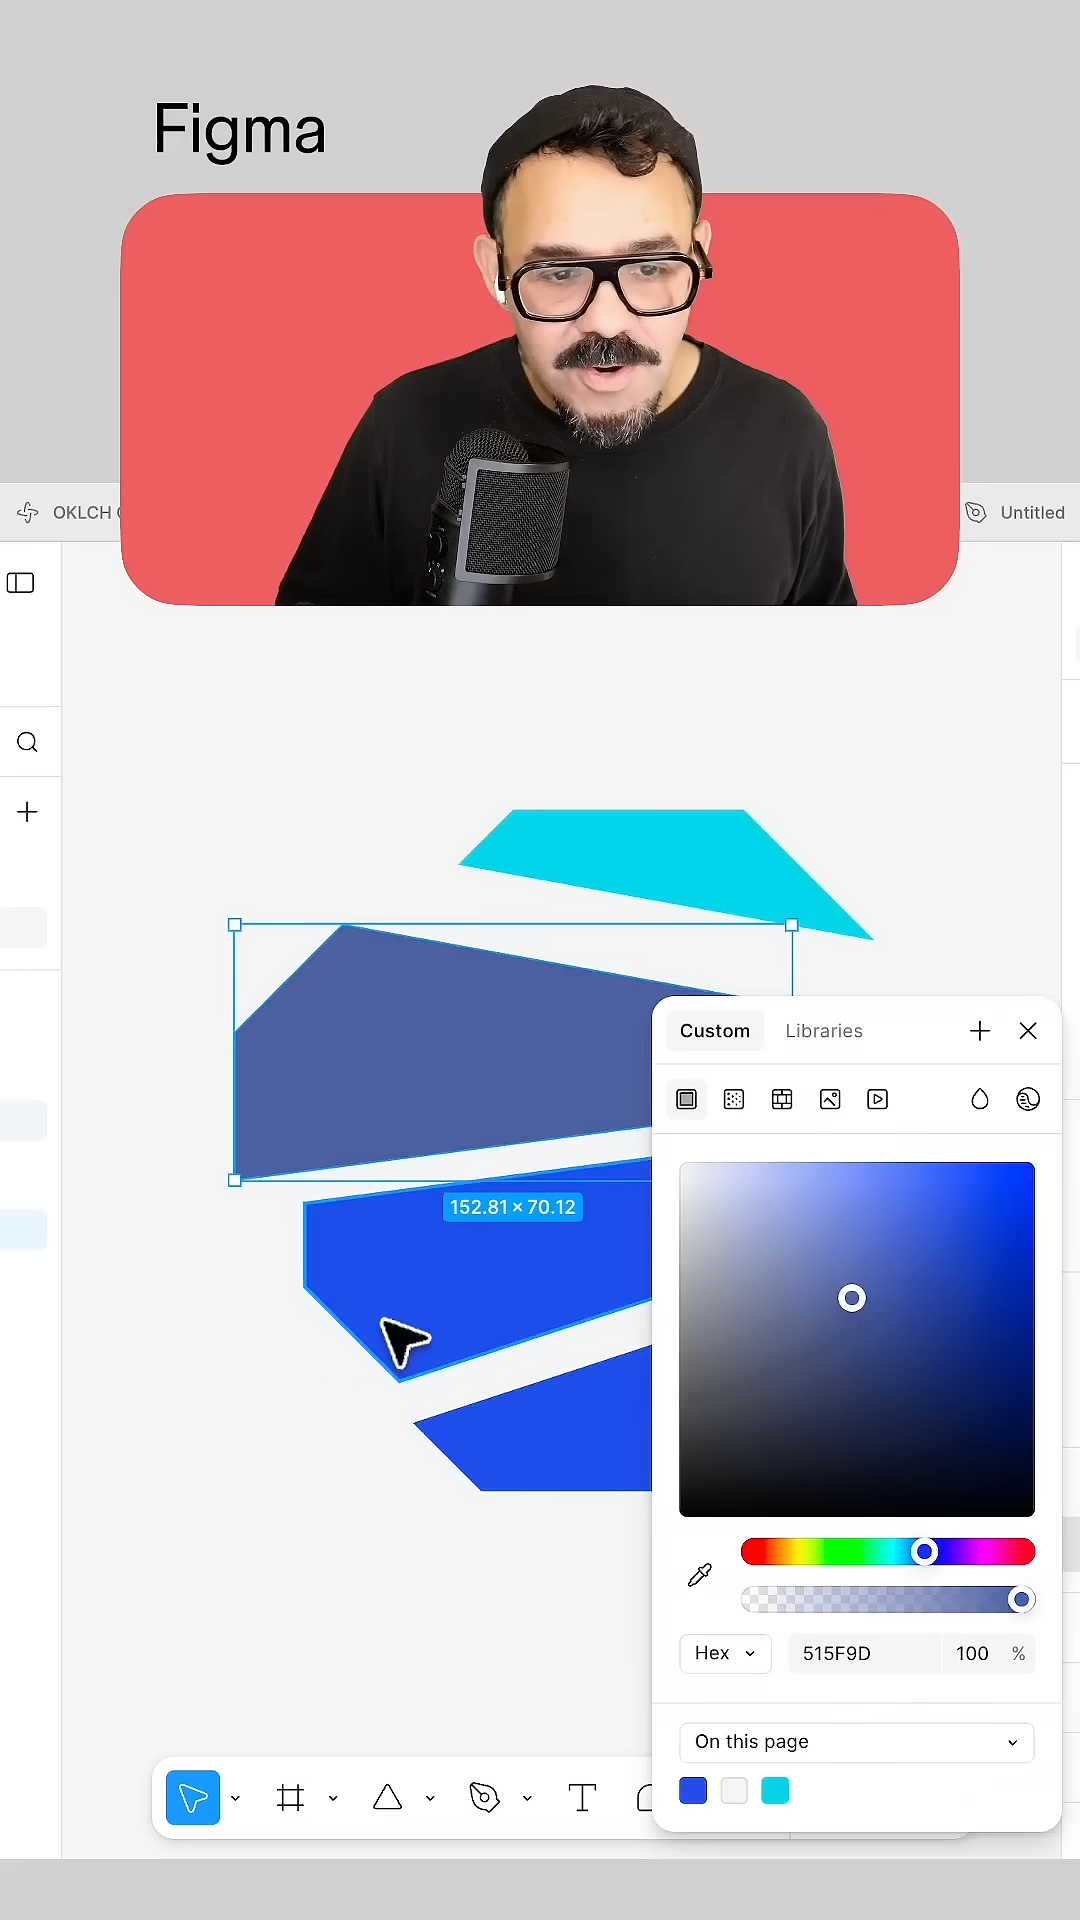 Figma
OKLCH
Untitled
Custom
Libraries
152.81 × 70.12
Hex
515F9D
100
%
On this page